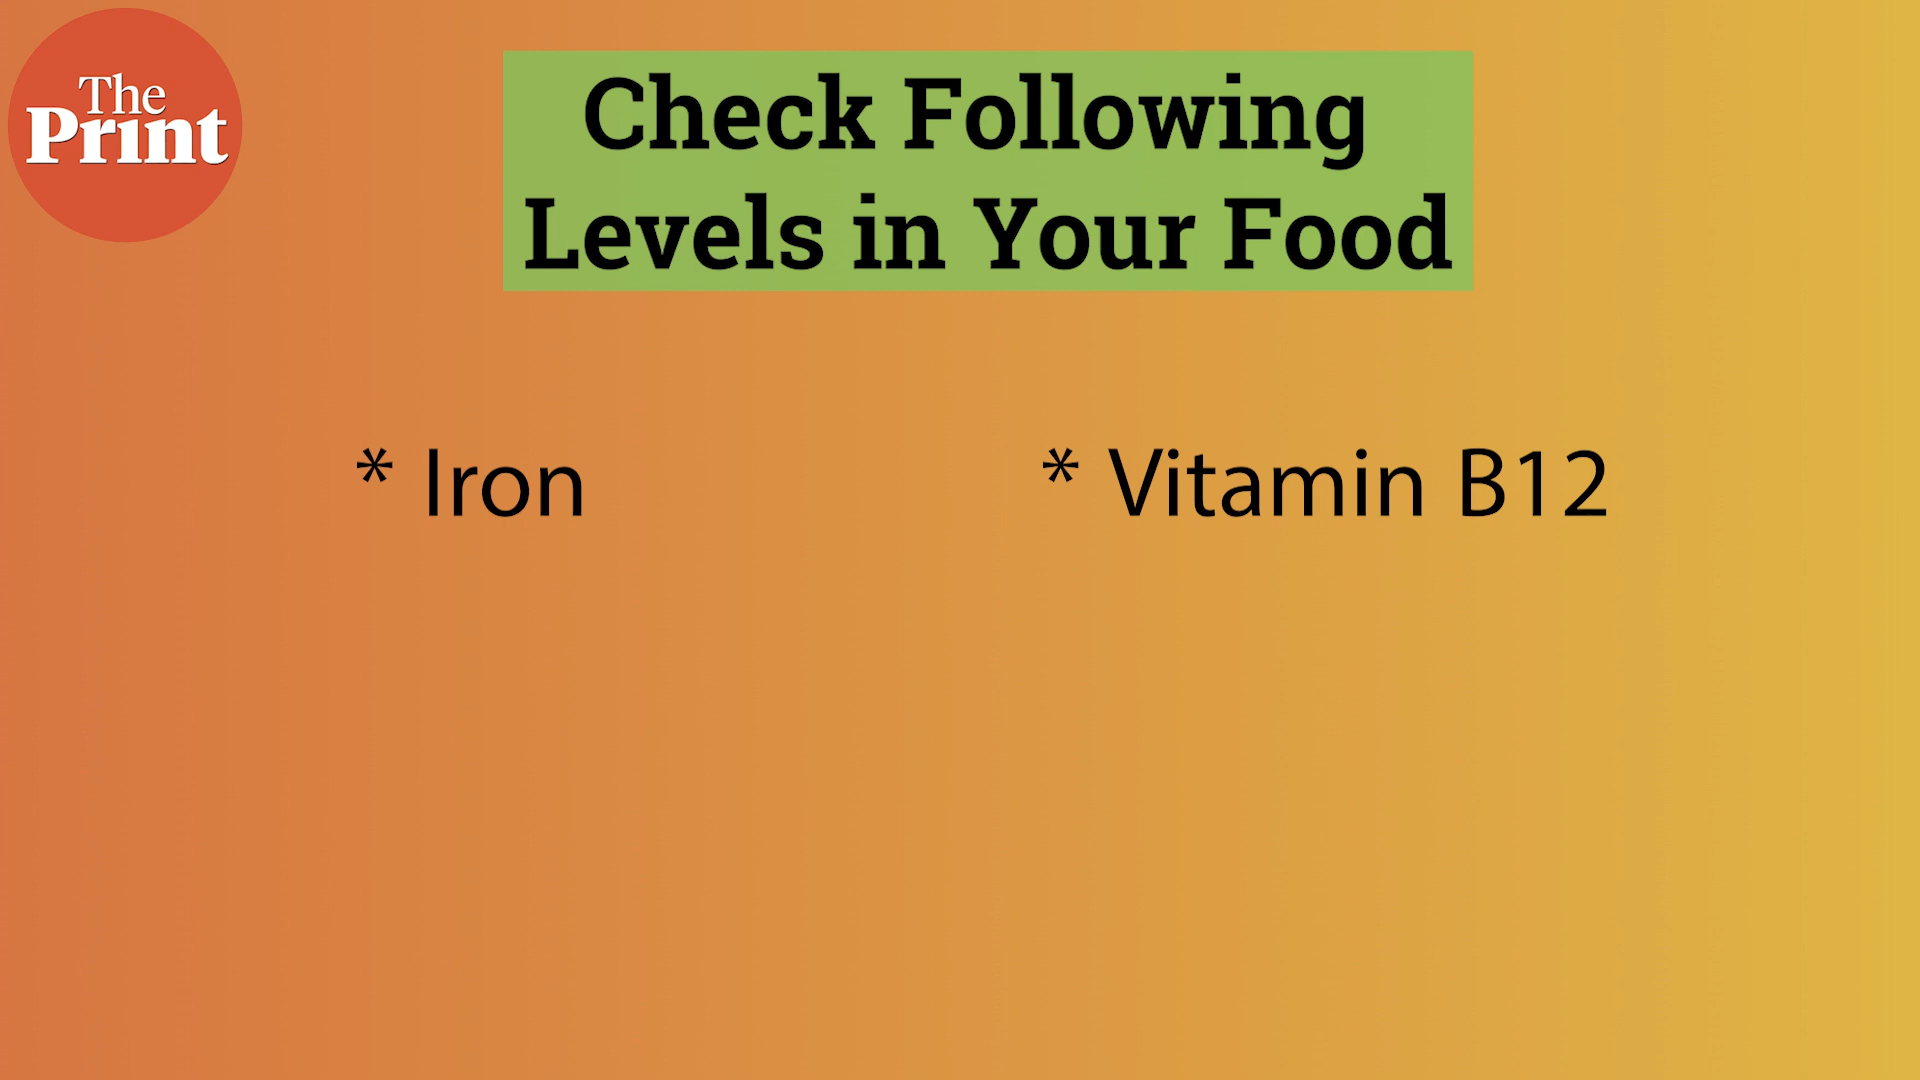 The
Print
Check Following
Levels in Your Food
* Iron
* Vitamin B12